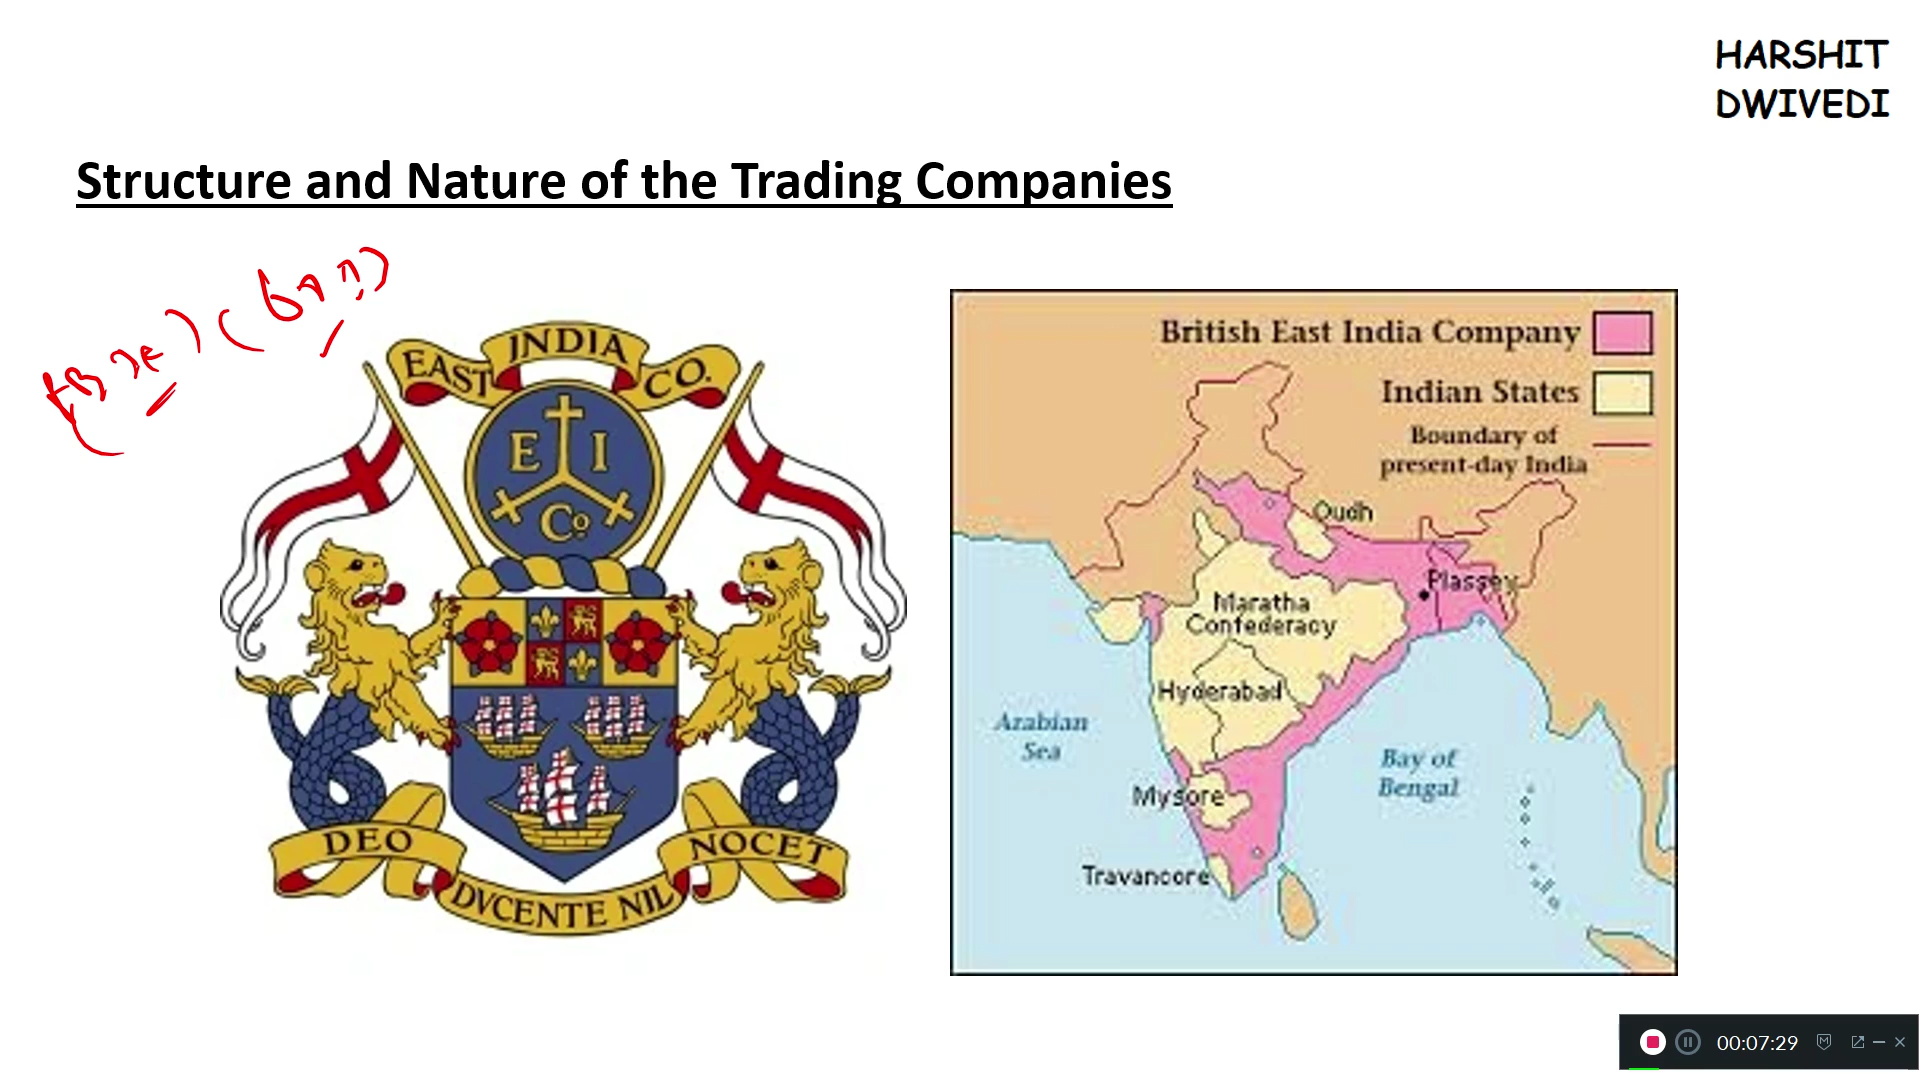 HARSHIT
DWIVEDI
Structure and Nature of the Trading Companies
EAST INDIA CO.
E I
Co
DEO DVCENTE NIL NOCET
British East India Company
Indian States
Boundary of
present-day India
Oudh
Plassey
Maratha
Confederacy
Hyderabad
Arabian
Sea
Bay of
Bengal
Mysore
Travancore
00:07:29